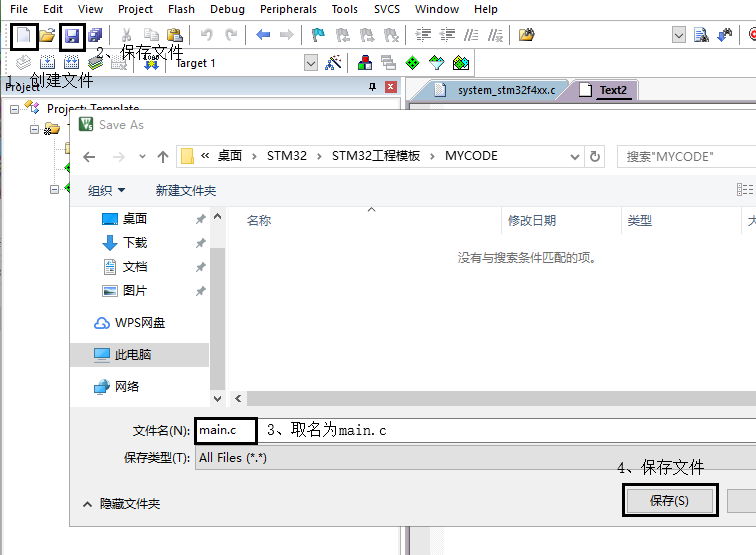 File Edit View Project Flash Debug Peripherals Tools SVCS Window Help
2、保存文件
LOAD
Target 1
1、创建文件
Project
system_stm32f4xx.c Text2
Project: Template
Save As
« 桌面 › STM32 › STM32工程模板 › MYCODE
搜索"MYCODE"
组织 新建文件夹
名称 修改日期 类型
桌面
下载
没有与搜索条件匹配的项。
文档
图片
WPS网盘
此电脑
网络
文件名(N): main.c 3、取名为main.c
保存类型(T): All Files (*.*)
4、保存文件
隐藏文件夹 保存(S)